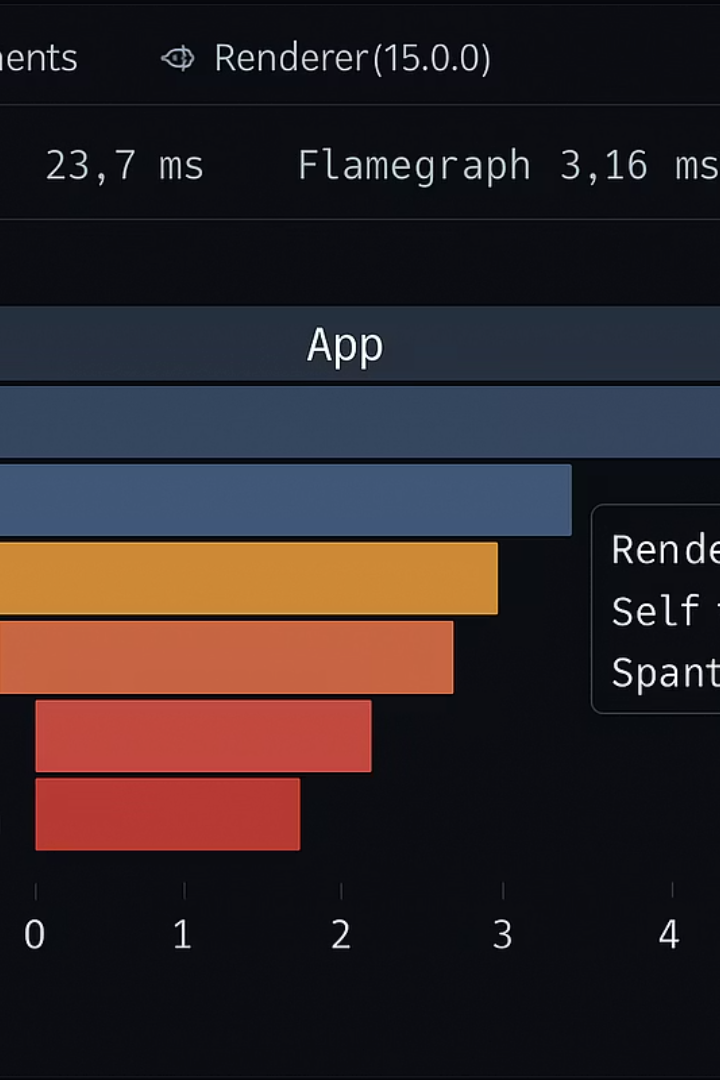 ents Renderer(15.0.0)
23,7 ms Flamegraph 3,16 ms
App
Rende
Self
Spant
0 1 2 3 4